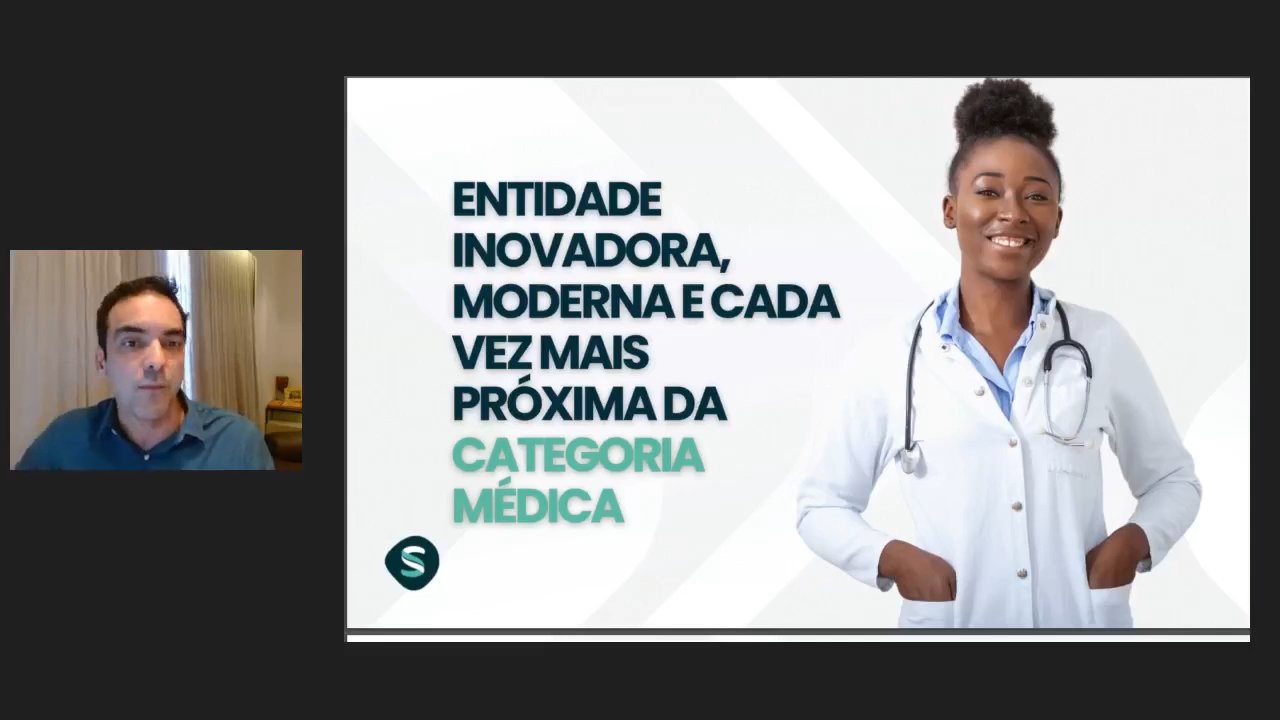 ENTIDADE
INOVADORA,
MODERNA E CADA
VEZ MAIS
PRÓXIMA DA
CATEGORIA
MÉDICA
S